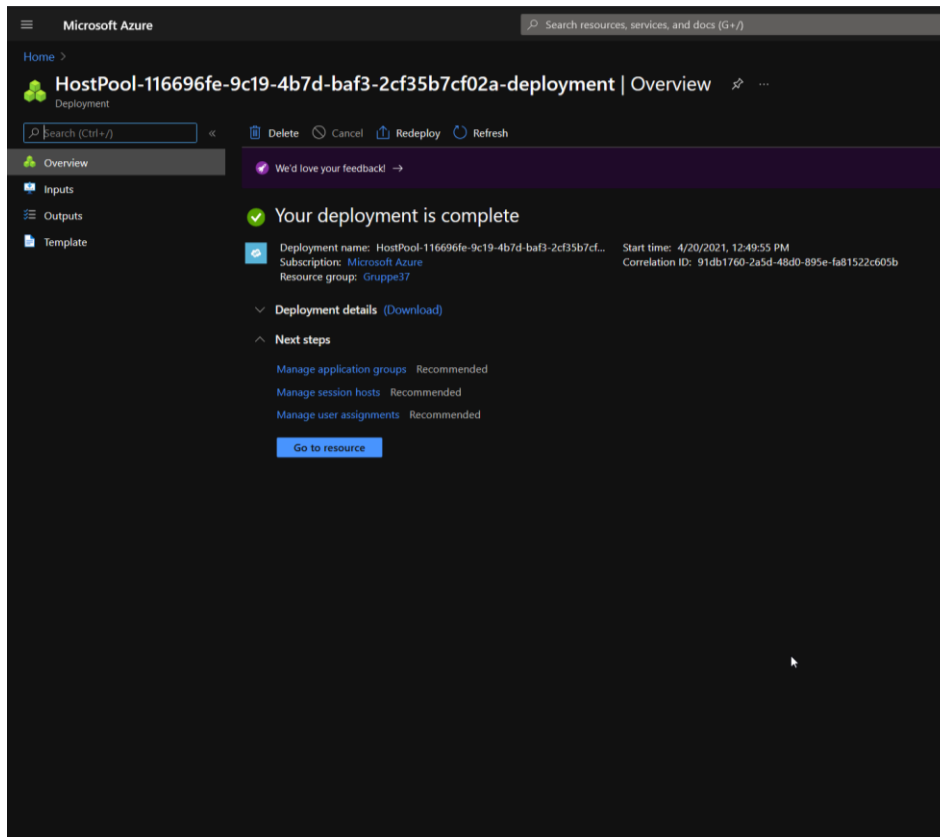 Microsoft Azure
Search resources, services, and docs (G+/)
Home >
HostPool-116696fe-9c19-4b7d-baf3-2cf35b7cf02a-deployment | Overview
Deployment
Search (Ctrl+/)
Delete Cancel Redeploy Refresh
Overview
Inputs
Outputs
Template
We'd love your feedback! →
Your deployment is complete
Deployment name: HostPool-116696fe-9c19-4b7d-baf3-2cf35b7cf...
Subscription: Microsoft Azure
Resource group: Gruppe37
Start time: 4/20/2021, 12:49:55 PM
Correlation ID: 91db1760-2a5d-48d0-895e-fa81522c605b
Deployment details (Download)
Next steps
Manage application groups Recommended
Manage session hosts Recommended
Manage user assignments Recommended
Go to resource